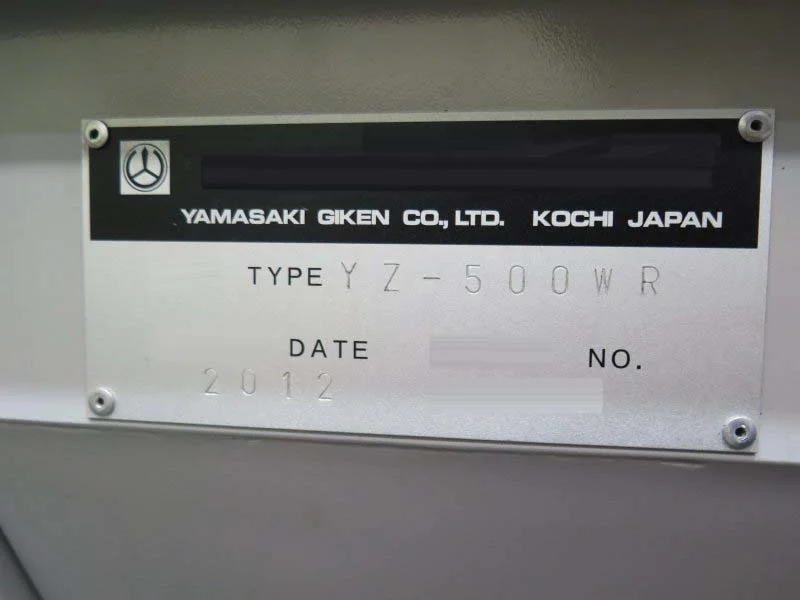 YAMASAKI GIKEN CO., LTD. KOCHI JAPAN
TYPE YZ-500WR
DATE NO.
2012